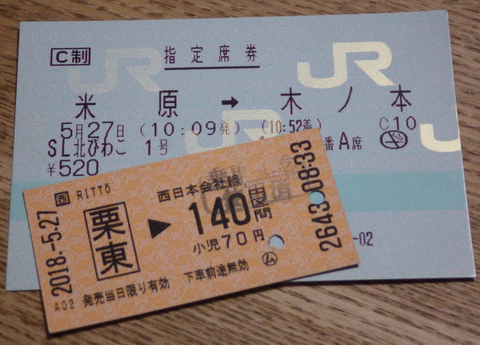 C制 指定席券
JR
米原 → 木ノ本
5月27日 (10:09発) (10:52着) C10
SL北びわこ 1号 番A席
¥520
JR
-02
RITTŌ
西日本会社線
栗東 ▶ 140円区間
小児70円
2018.-5.27
2643 08:33
A02 発売当日限り有効 下車前途無効